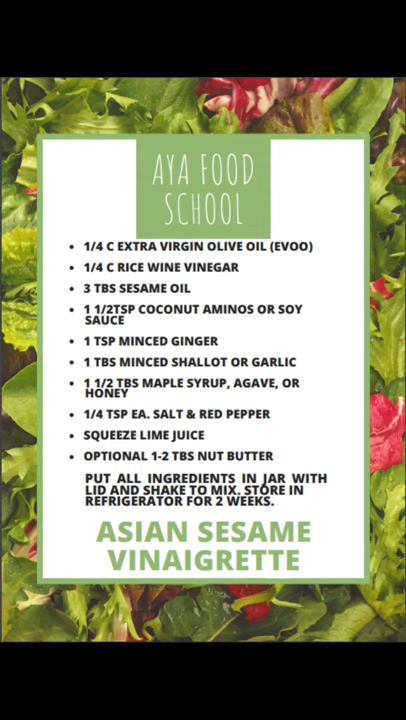 AYA FOOD
SCHOOL
• 1/4 C EXTRA VIRGIN OLIVE OIL (EVOO)
• 1/4 C RICE WINE VINEGAR
• 3 TBS SESAME OIL
• 1 1/2TSP COCONUT AMINOS OR SOY
SAUCE
• 1 TSP MINCED GINGER
• 1 TBS MINCED SHALLOT OR GARLIC
• 1 1/2 TBS MAPLE SYRUP, AGAVE, OR
HONEY
• 1/4 TSP EA. SALT & RED PEPPER
• SQUEEZE LIME JUICE
• OPTIONAL 1-2 TBS NUT BUTTER
PUT ALL INGREDIENTS IN JAR WITH
LID AND SHAKE TO MIX. STORE IN
REFRIGERATOR FOR 2 WEEKS.
ASIAN SESAME
VINAIGRETTE